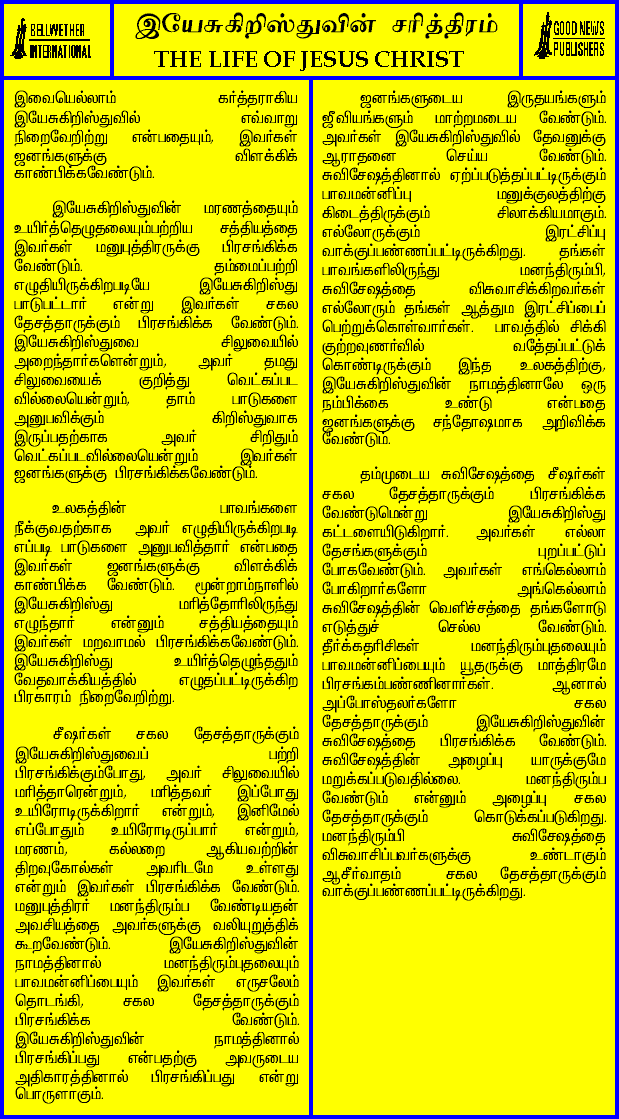 BELLWETHER
INTERNATIONAL
இயேசுகிறிஸ்துவின் சரித்திரம்
THE LIFE OF JESUS CHRIST
GOOD NEWS
PUBLISHERS
இவையெல்லாம் கர்த்தராகிய
இயேசுகிறிஸ்துவில் எவ்வாறு
நிறைவேறிற்று என்பதையும், இவர்கள்
ஜனங்களுக்கு விளக்கிக்
காண்பிக்கவேண்டும்.
இயேசுகிறிஸ்துவின் மரணத்தையும்
உயிர்த்தெழுதலையும்பற்றிய சத்தியத்தை
இவர்கள் மனுபுத்திரருக்கு பிரசங்கிக்க
வேண்டும். தம்மைப்பற்றி
எழுதியிருக்கிறபடியே இயேசுகிறிஸ்து
பாடுபட்டார் என்று இவர்கள் சகல
தேசத்தாருக்கும் பிரசங்கிக்க வேண்டும்.
இயேசுகிறிஸ்துவை சிலுவையில்
அறைந்தார்களென்றும், அவர் தமது
சிலுவையைக் குறித்து வெட்கப்பட
வில்லையென்றும், தாம் பாடுகளை
அனுபவிக்கும் கிறிஸ்துவாக
இருப்பதற்காக அவர் சிறிதும்
வெட்கப்படவில்லையென்றும் இவர்கள்
ஜனங்களுக்கு பிரசங்கிக்கவேண்டும்.
உலகத்தின் பாவங்களை
நீக்குவதற்காக அவர் எழுதியிருக்கிறபடி
எப்படி பாடுகளை அனுபவித்தார் என்பதை
இவர்கள் ஜனங்களுக்கு விளக்கிக்
காண்பிக்க வேண்டும். மூன்றாம்நாளில்
இயேசுகிறிஸ்து மரித்தோரிலிருந்து
எழுந்தார் என்னும் சத்தியத்தையும்
இவர்கள் மறவாமல் பிரசங்கிக்கவேண்டும்.
இயேசுகிறிஸ்து உயிர்த்தெழுந்ததும்
வேதவாக்கியத்தில் எழுதப்பட்டிருக்கிற
பிரகாரம் நிறைவேறிற்று.
சீஷர்கள் சகல தேசத்தாருக்கும்
இயேசுகிறிஸ்துவைப் பற்றி
பிரசங்கிக்கும்போது, அவர் சிலுவையில்
மரித்தாரென்றும், மரித்தவர் இப்போது
உயிரோடிருக்கிறார் என்றும், இனிமேல்
எப்போதும் உயிரோடிருப்பார் என்றும்,
மரணம், கல்லறை ஆகியவற்றின்
திறவுகோல்கள் அவரிடமே உள்ளது
என்றும் இவர்கள் பிரசங்கிக்க வேண்டும்.
மனுபுத்திரர் மனந்திரும்ப வேண்டியதன்
அவசியத்தை அவர்களுக்கு வலியுறுத்திக்
கூறவேண்டும். இயேசுகிறிஸ்துவின்
நாமத்தினால் மனந்திரும்புதலையும்
பாவமன்னிப்பையும் இவர்கள் எருசலேம்
தொடங்கி, சகல தேசத்தாருக்கும்
பிரசங்கிக்க வேண்டும்.
இயேசுகிறிஸ்துவின் நாமத்தினால்
பிரசங்கிப்பது என்பதற்கு அவருடைய
அதிகாரத்தினால் பிரசங்கிப்பது என்று
பொருளாகும்.
ஜனங்களுடைய இருதயங்களும்
ஜீவியங்களும் மாற்றமடைய வேண்டும்.
அவர்கள் இயேசுகிறிஸ்துவில் தேவனுக்கு
ஆராதனை செய்ய வேண்டும்.
சுவிசேஷத்தினால் ஏற்ப்படுத்தப்பட்டிருக்கும்
பாவமன்னிப்பு மனுக்குலத்திற்கு
கிடைத்திருக்கும் சிலாக்கியமாகும்.
எல்லோருக்கும் இரட்சிப்பு
வாக்குப்பண்ணப்பட்டிருக்கிறது. தங்கள்
பாவங்களிலிருந்து மனந்திரும்பி,
சுவிசேஷத்தை விசுவாசிக்கிறவர்கள்
எல்லோரும் தங்கள் ஆத்தும இரட்சிப்பைப்
பெற்றுக்கொள்வார்கள். பாவத்தில் சிக்கி
குற்றவுணர்வில் வதேத்தப்பட்டுக்
கொண்டிருக்கும் இந்த உலகத்திற்கு,
இயேசுகிறிஸ்துவின் நாமத்தினாலே ஒரு
நம்பிக்கை உண்டு என்பதை
ஜனங்களுக்கு சந்தோஷமாக அறிவிக்க
வேண்டும்.
தம்முடைய சுவிசேஷத்தை சீஷர்கள்
சகல தேசத்தாருக்கும் பிரசங்கிக்க
வேண்டுமென்று இயேசுகிறிஸ்து
கட்டளையிடுகிறார். அவர்கள் எல்லா
தேசங்களுக்கும் புறப்பட்டுப்
போகவேண்டும். அவர்கள் எங்கெல்லாம்
போகிறார்களோ அங்கெல்லாம்
சுவிசேஷத்தின் வெளிச்சத்தை தங்களோடு
எடுத்துச் செல்ல வேண்டும்.
தீர்க்கதரிசிகள் மனந்திரும்புதலையும்
பாவமன்னிப்பையும் யூதருக்கு மாத்திரமே
பிரசங்கம்பண்ணினார்கள். ஆனால்
அப்போஸ்தலர்களோ சகல
தேசத்தாருக்கும் இயேசுகிறிஸ்துவின்
சுவிசேஷத்தை பிரசங்கிக்க வேண்டும்.
சுவிசேஷத்தின் அழைப்பு யாருக்குமே
மறுக்கப்படுவதில்லை. மனந்திரும்ப
வேண்டும் என்னும் அழைப்பு சகல
தேசத்தாருக்கும் கொடுக்கப்படுகிறது.
மனந்திரும்பி சுவிசேஷத்தை
விசுவாசிப்பவர்களுக்கு உண்டாகும்
ஆசீர்வாதம் சகல தேசத்தாருக்கும்
வாக்குப்பண்ணப்பட்டிருக்கிறது.